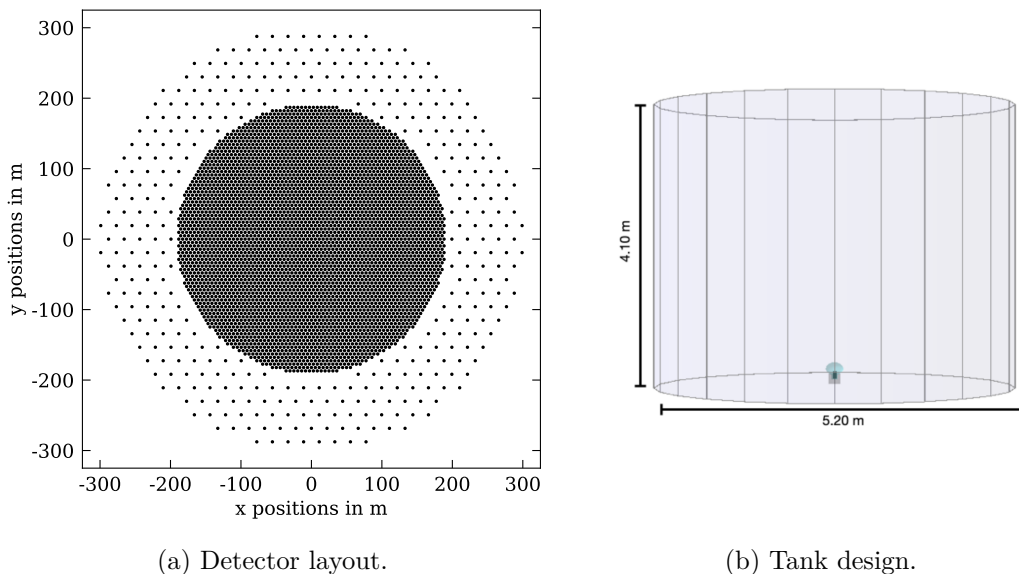 300
200
100
0
-100
-200
-300
y positions in m
-300 -200 -100 0 100 200 300
x positions in m
4.10 m
5.20 m
(a) Detector layout.
(b) Tank design.